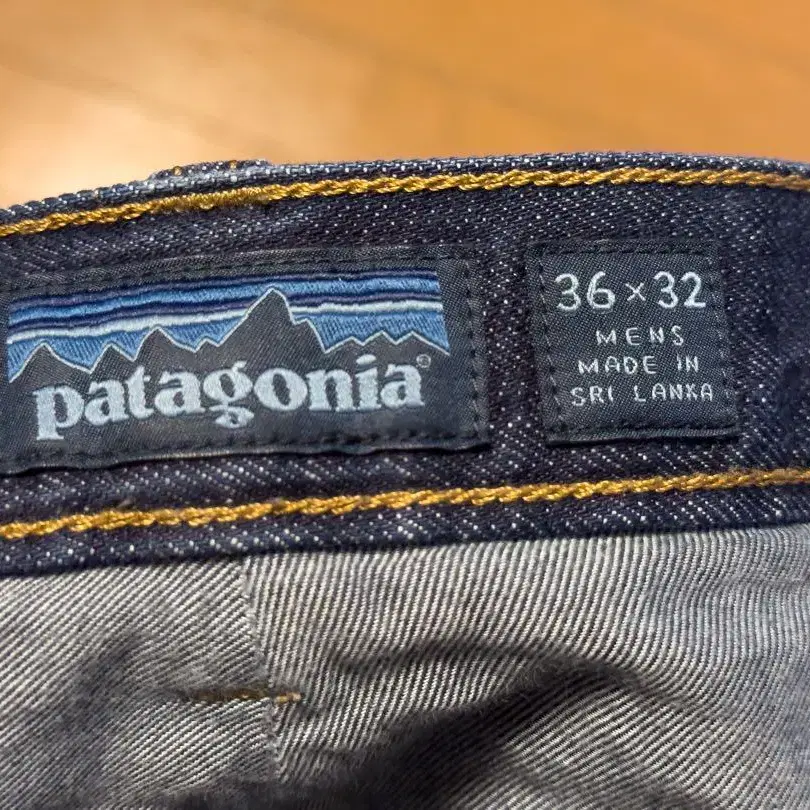 patagonia®
36×32
MENS
MADE IN
SRI LANKA